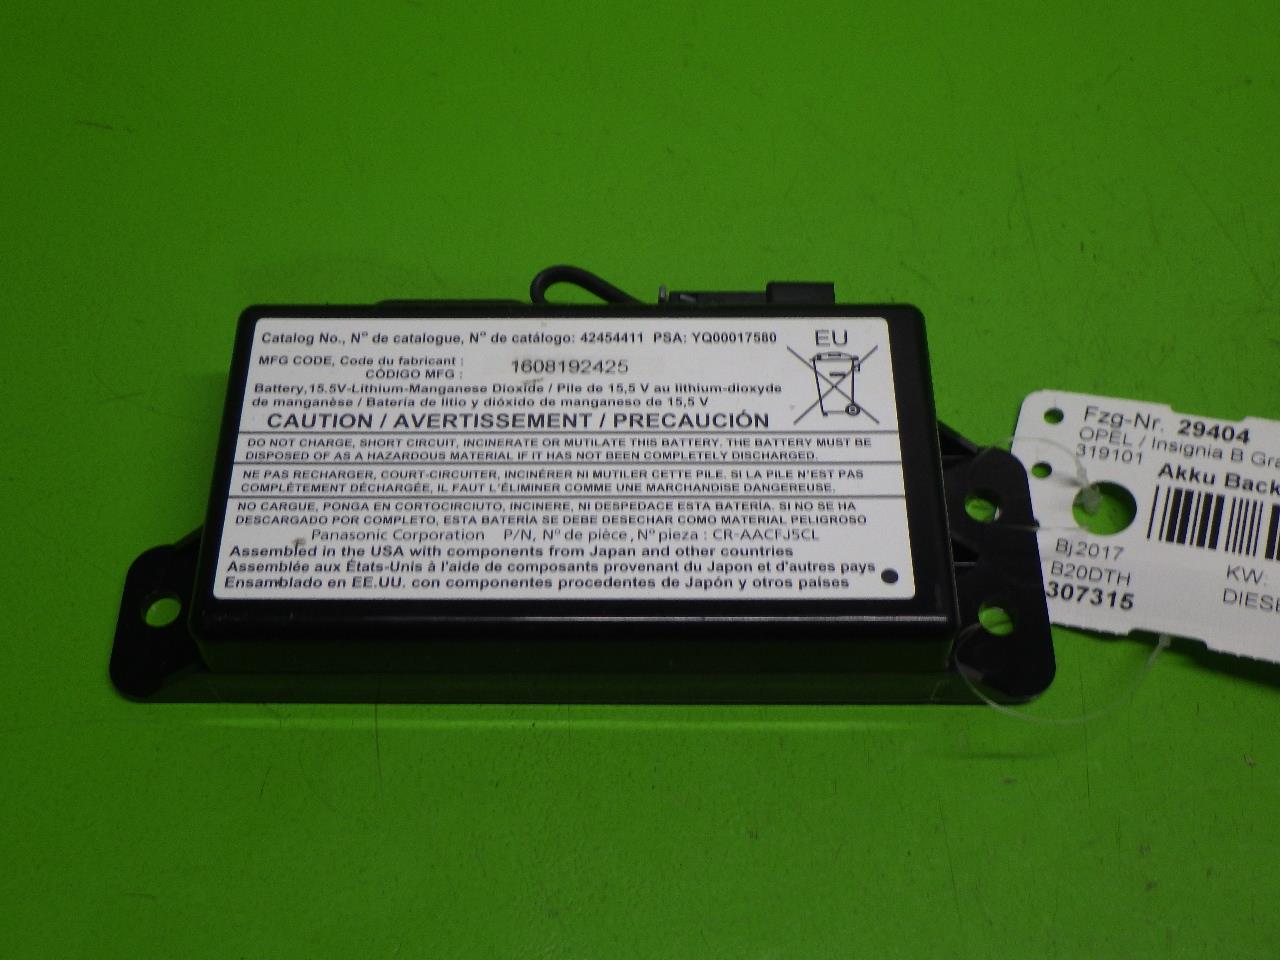 Catalog No., Nº de catalogue, Nº de catálogo: 42454411 PSA: YQ00017580
EU
MFG CODE, Code du fabricant :
CÓDIGO MFG :
1608192425
Battery,15.5V-Lithium-Manganese Dioxide / Pile de 15,5 V au lithium-dioxyde
de manganèse / Batería de litio y dióxido de manganeso de 15,5 V
CAUTION / AVERTISSEMENT / PRECAUCIÓN
DO NOT CHARGE, SHORT CIRCUIT, INCINERATE OR MUTILATE THIS BATTERY. THE BATTERY MUST BE
DISPOSED OF AS A HAZARDOUS MATERIAL IF IT HAS NOT BEEN COMPLETELY DISCHARGED.
NE PAS RECHARGER, COURT-CIRCUITER, INCINÉRER NI MUTILER CETTE PILE. SI LA PILE N'EST PAS
COMPLÈTEMENT DÉCHARGÉE, IL FAUT L'ÉLIMINER COMME UNE MARCHANDISE DANGEREUSE.
NO CARGUE, PONGA EN CORTOCIRCIUTO, INCINERE, NI DESPEDACE ESTA BATERÍA. SI NO SE HA
DESCARGADO POR COMPLETO, ESTA BATERÍA SE DEBE DESECHAR COMO MATERIAL PELIGROSO
Panasonic Corporation P/N, Nº de pièce, Nº pieza : CR-AACFJ5CL
Assembled in the USA with components from Japan and other countries
Assemblée aux États-Unis à l'aide de composants provenant du Japon et d'autres pays
Ensamblado en EE.UU. con componentes procedentes de Japón y otros países
Fzg-Nr. 29404
OPEL / Insignia B Gra
319101
Akku Back
Bj2017
B20DTH
KW:
307315
DIESE